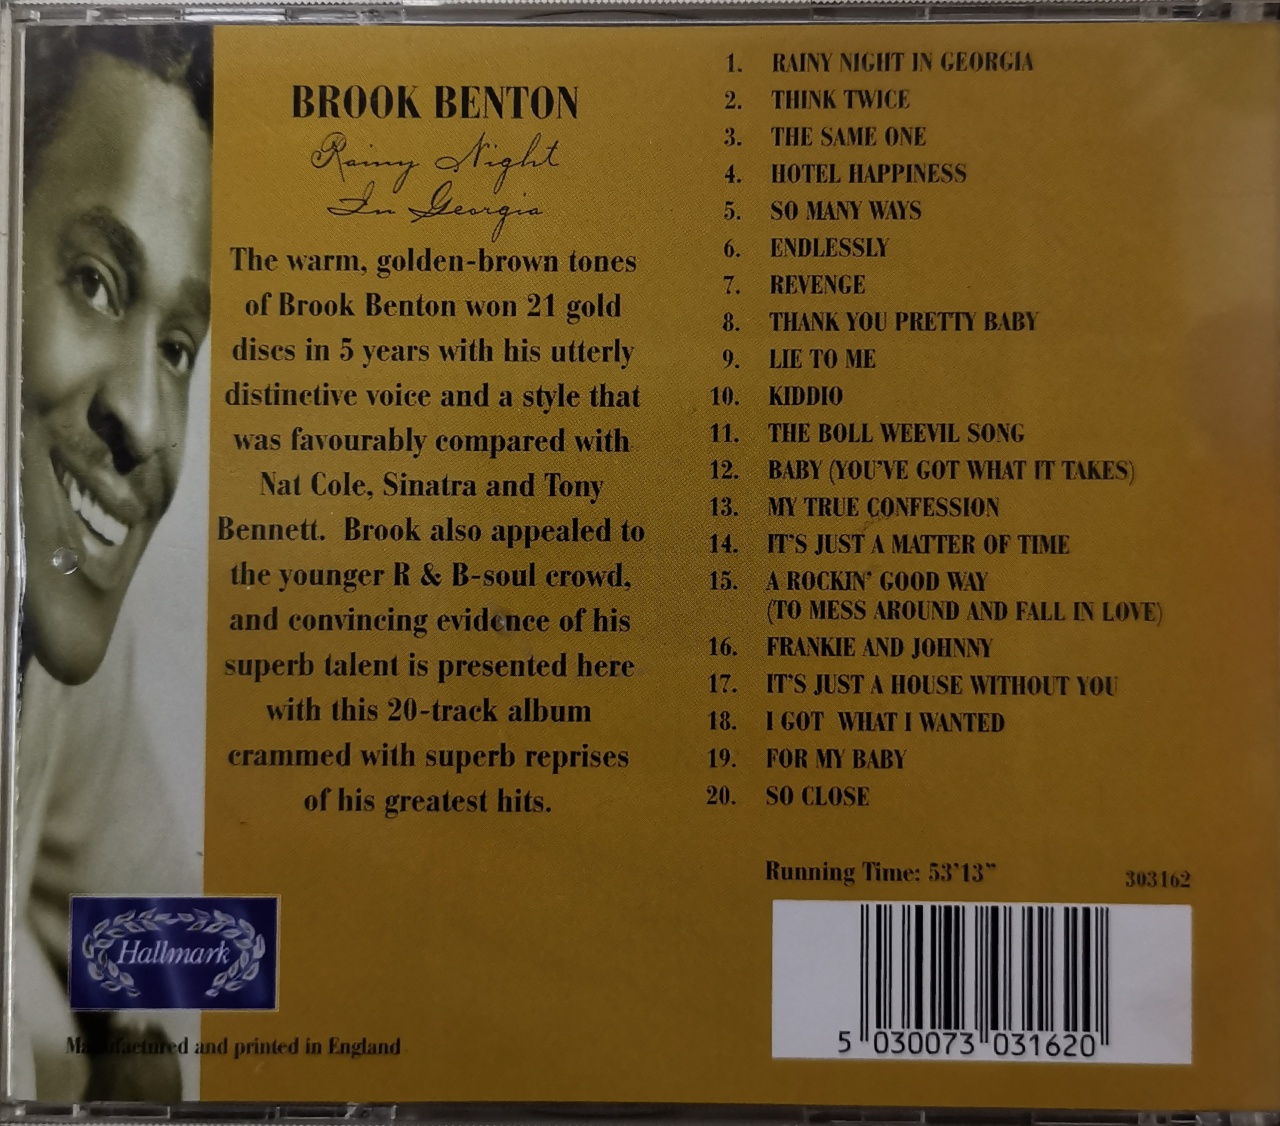 BROOK BENTON
Rainy Night
In Georgia
The warm, golden-brown tones
of Brook Benton won 21 gold
discs in 5 years with his utterly
distinctive voice and a style that
was favourably compared with
Nat Cole, Sinatra and Tony
Bennett. Brook also appealed to
the younger R & B-soul crowd,
and convincing evidence of his
superb talent is presented here
with this 20-track album
crammed with superb reprises
of his greatest hits.
1. RAINY NIGHT IN GEORGIA
2. THINK TWICE
3. THE SAME ONE
4. HOTEL HAPPINESS
5. SO MANY WAYS
6. ENDLESSLY
7. REVENGE
8. THANK YOU PRETTY BABY
9. LIE TO ME
10. KIDDIO
11. THE BOLL WEEVIL SONG
12. BABY (YOU'VE GOT WHAT IT TAKES)
13. MY TRUE CONFESSION
14. IT'S JUST A MATTER OF TIME
15. A ROCKIN' GOOD WAY
(TO MESS AROUND AND FALL IN LOVE)
16. FRANKIE AND JOHNNY
17. IT'S JUST A HOUSE WITHOUT YOU
18. I GOT WHAT I WANTED
19. FOR MY BABY
20. SO CLOSE
Running Time: 53'13"
303162
5 030073 031620
Hallmark
Manufactured and printed in England